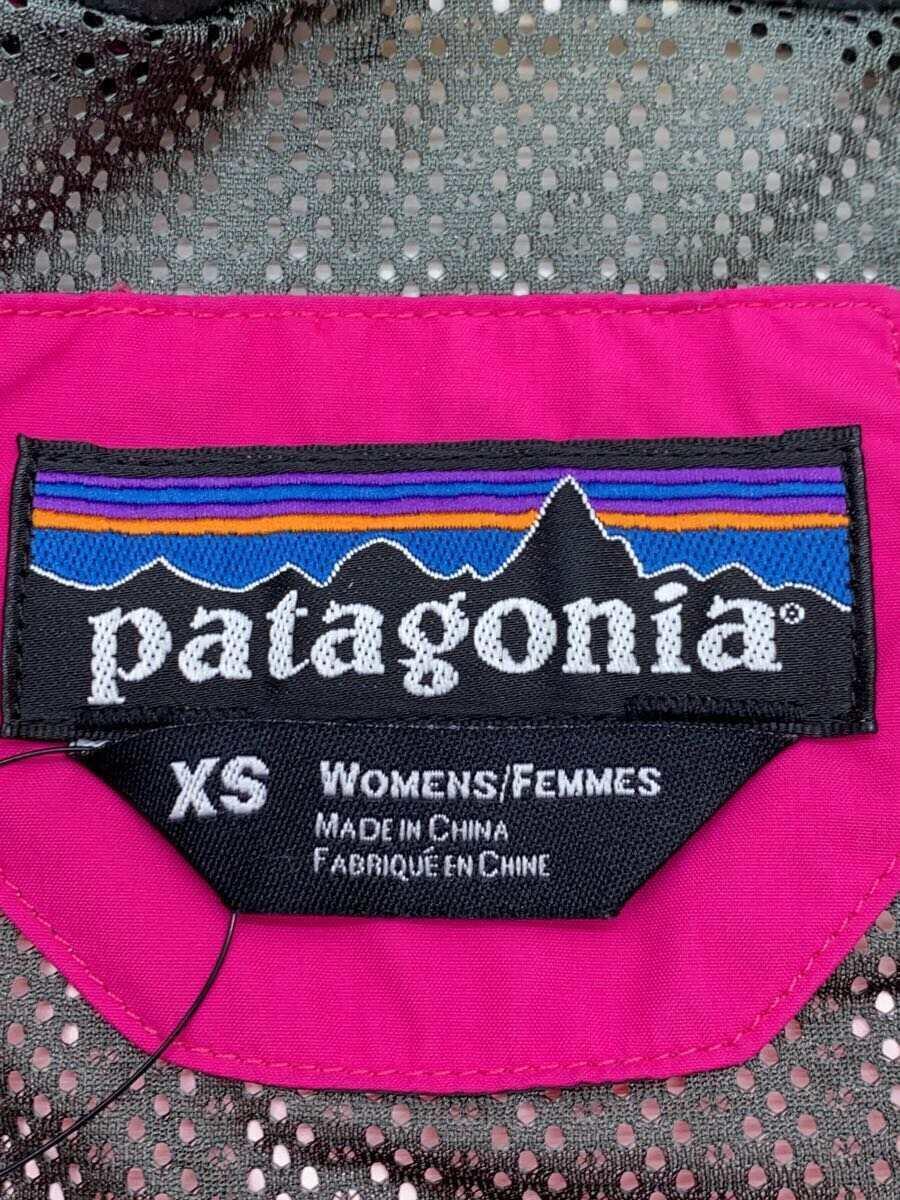 patagonia®
XS WOMENS/FEMMES
MADE IN CHINA
FABRIQUÉ EN CHINE